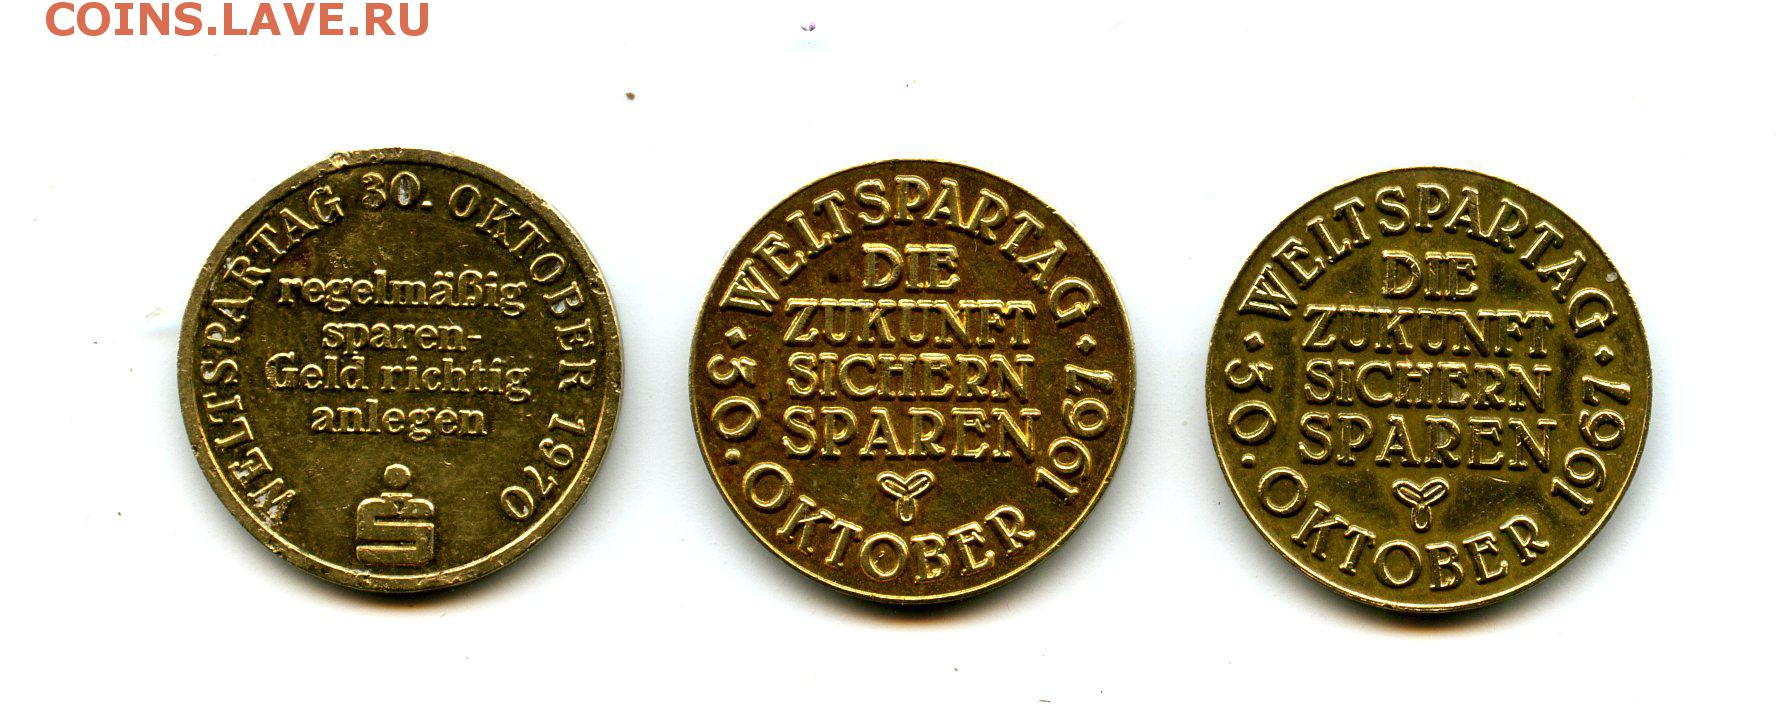 COINS.LAVE.RU
WELTSPARTAG 30. OKTOBER 1970
regelmäßig
sparen-
Geld richtig
anlegen
S
WELTSPARTAG
DIE
ZUKUNFT
SICHERN
SPAREN
· 30. OKTOBER 1967 ·
WELTSPARTAG
DIE
ZUKUNFT
SICHERN
SPAREN
· 30. OKTOBER 1967 ·